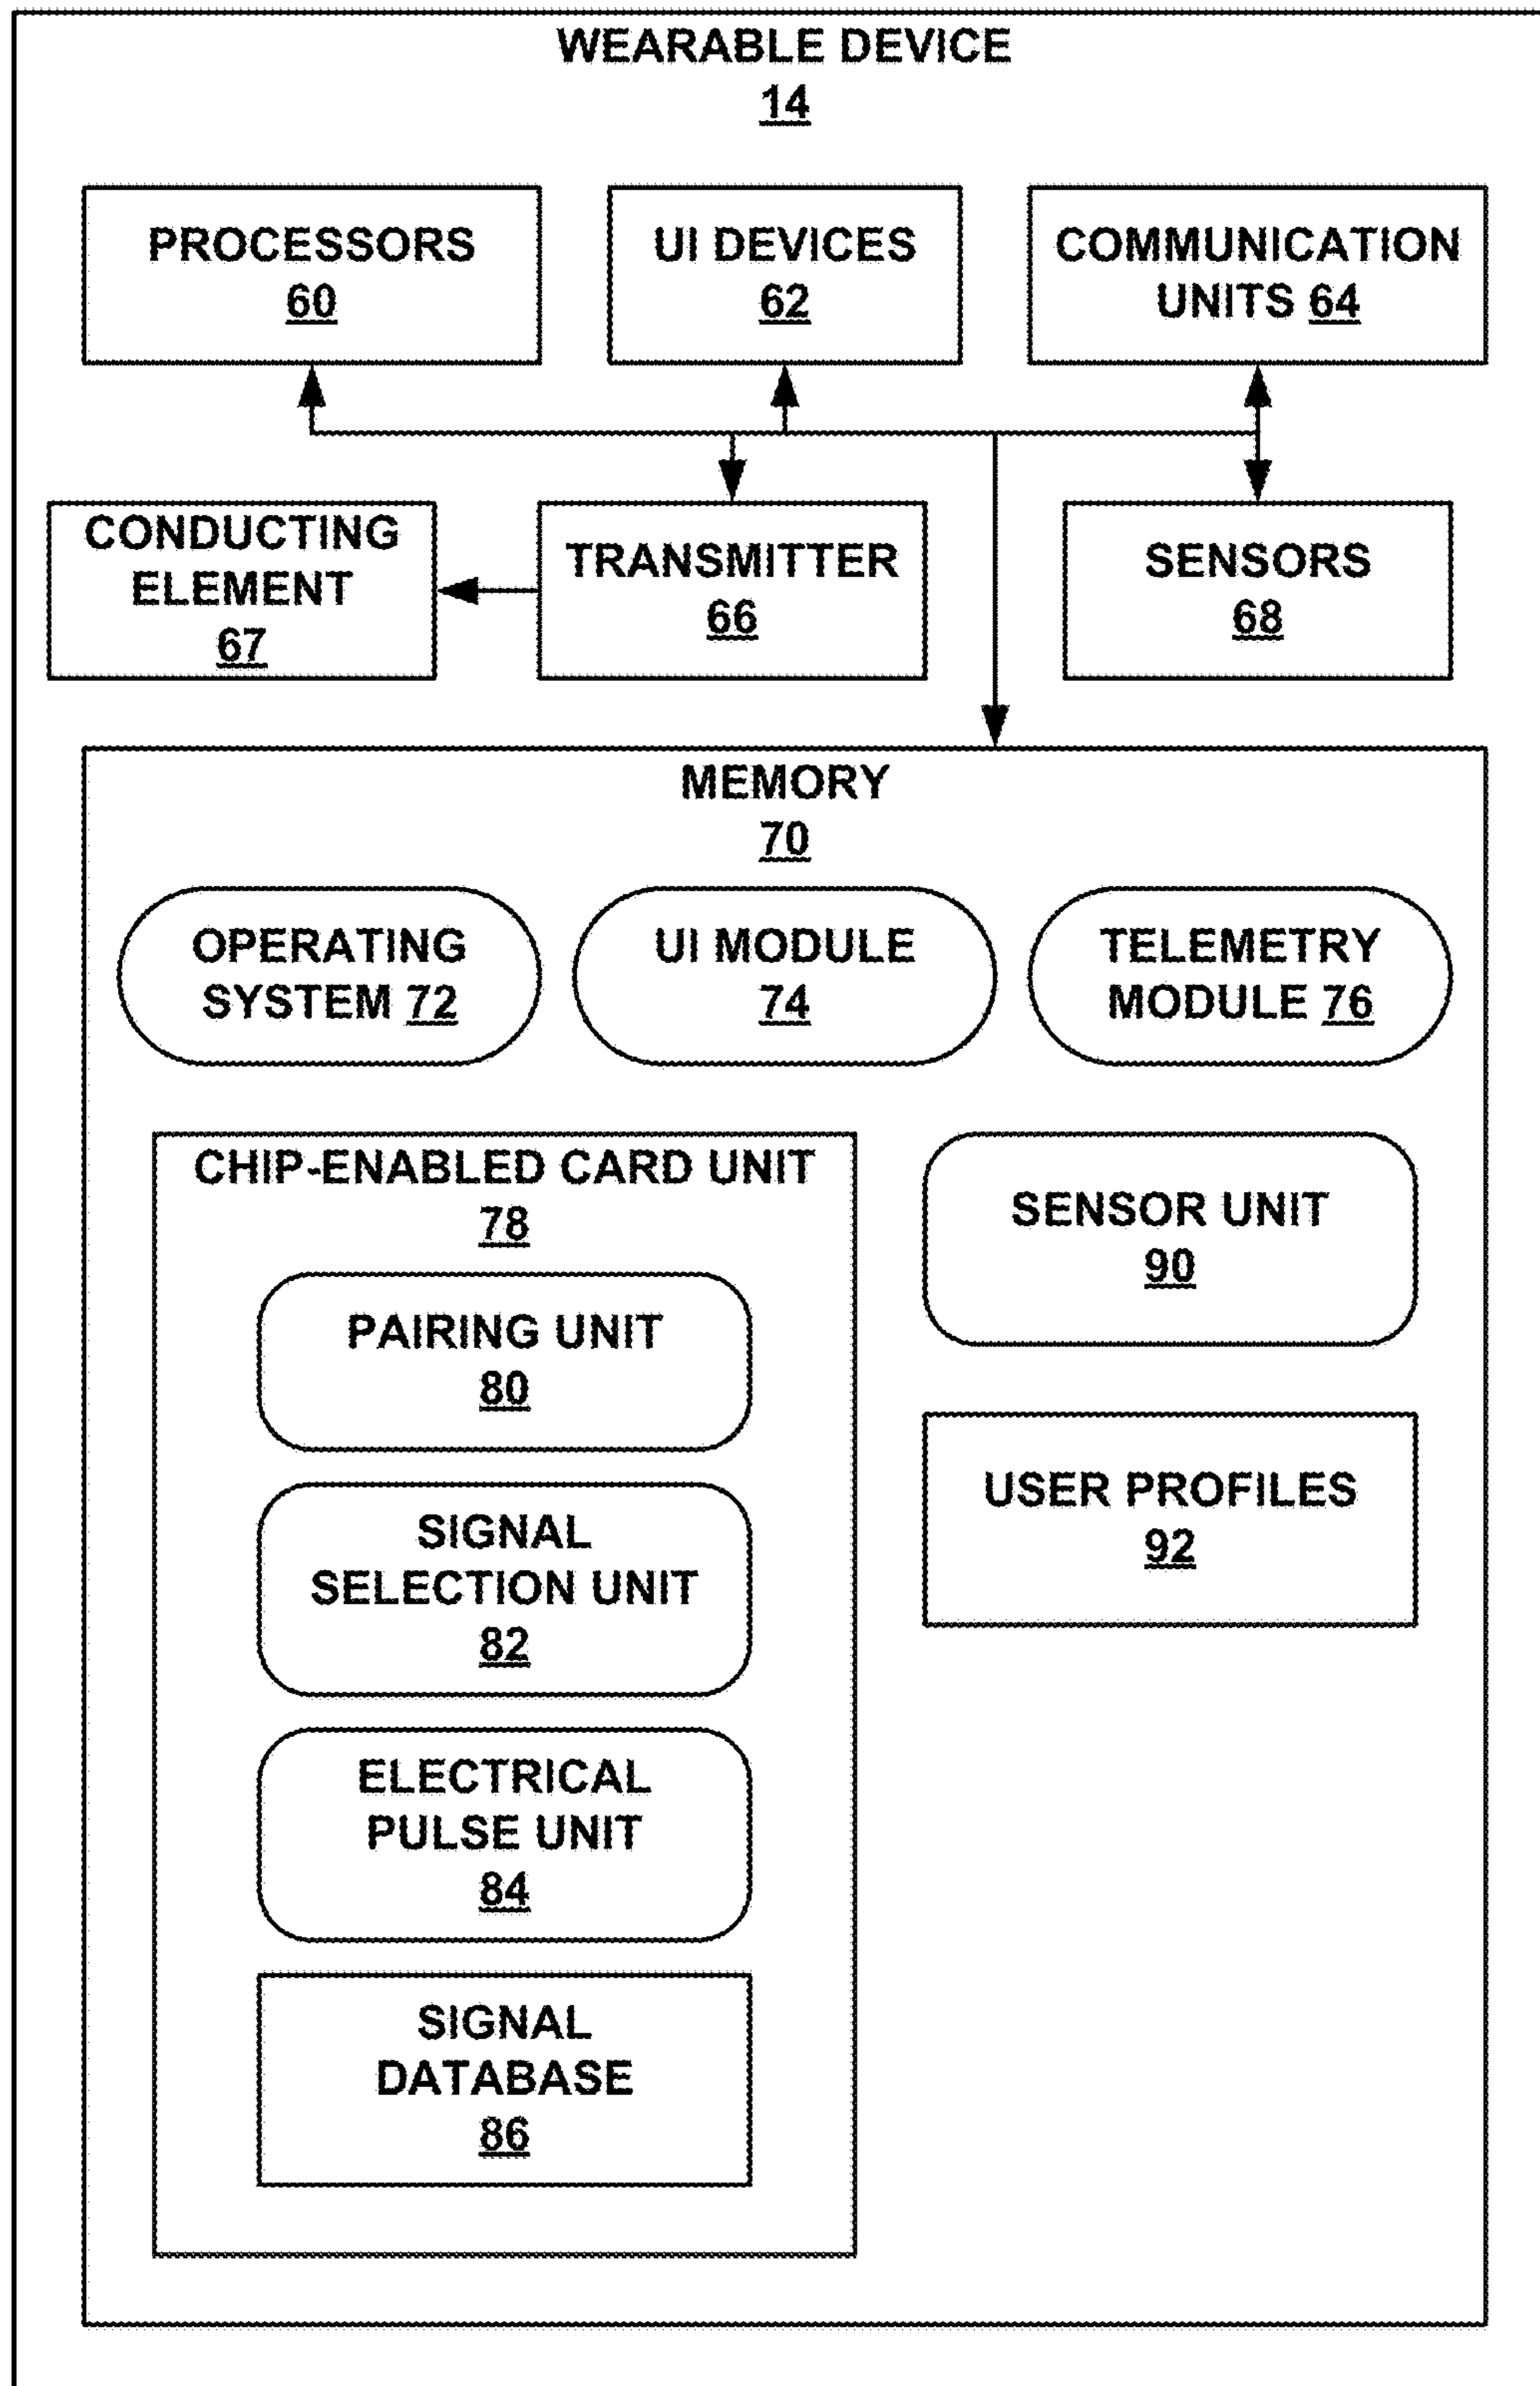 WEARABLE DEVICE
14
PROCESSORS
60
UI DEVICES
62
COMMUNICATION
UNITS 64
CONDUCTING
ELEMENT
67
TRANSMITTER
66
SENSORS
68
MEMORY
70
OPERATING
SYSTEM 72
UI MODULE
74
TELEMETRY
MODULE 76
CHIP-ENABLED CARD UNIT
78
PAIRING UNIT
80
SIGNAL
SELECTION UNIT
82
ELECTRICAL
PULSE UNIT
84
SIGNAL
DATABASE
86
SENSOR UNIT
90
USER PROFILES
92